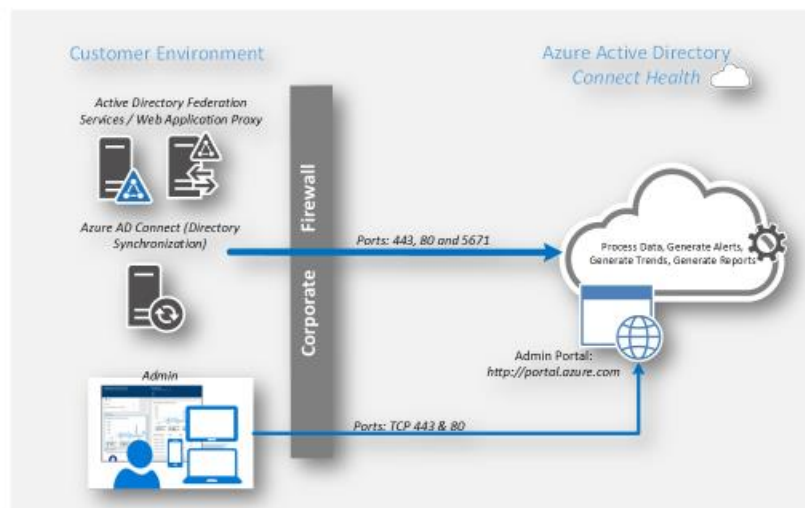 Customer Environment
Azure Active Directory
Connect Health
Active Directory Federation
Services / Web Application Proxy
Azure AD Connect (Directory
Synchronization)
Corporate Firewall
Ports: 443, 80 and 5671
Process Data, Generate Alerts,
Generate Trends, Generate Reports
Admin Portal:
http://portal.azure.com
Admin
Ports: TCP 443 & 80